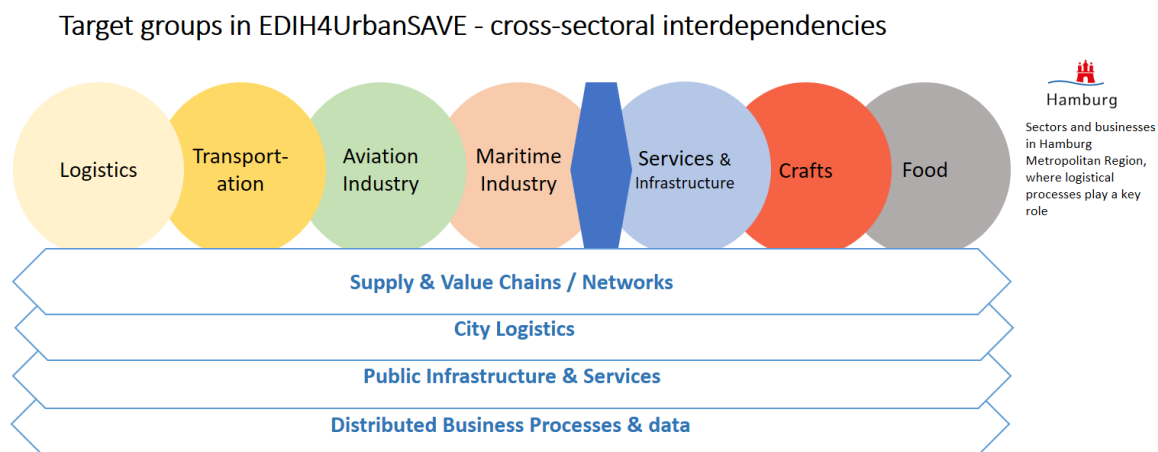 Target groups in EDIH4UrbanSAVE - cross-sectoral interdependencies
Logistics
Transport-
ation
Aviation
Industry
Maritime
Industry
Services &
Infrastructure
Crafts
Food
Hamburg
Sectors and businesses
in Hamburg
Metropolitan Region,
where logistical
processes play a key
role
Supply & Value Chains / Networks
City Logistics
Public Infrastructure & Services
Distributed Business Processes & data